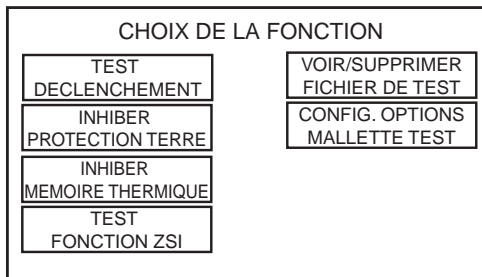 CHOIX DE LA FONCTION
TEST
DECLENCHEMENT
INHIBER
PROTECTION TERRE
INHIBER
MEMOIRE THERMIQUE
TEST
FONCTION ZSI
VOIR/SUPPRIMER
FICHIER DE TEST
CONFIG. OPTIONS
MALLETTE TEST